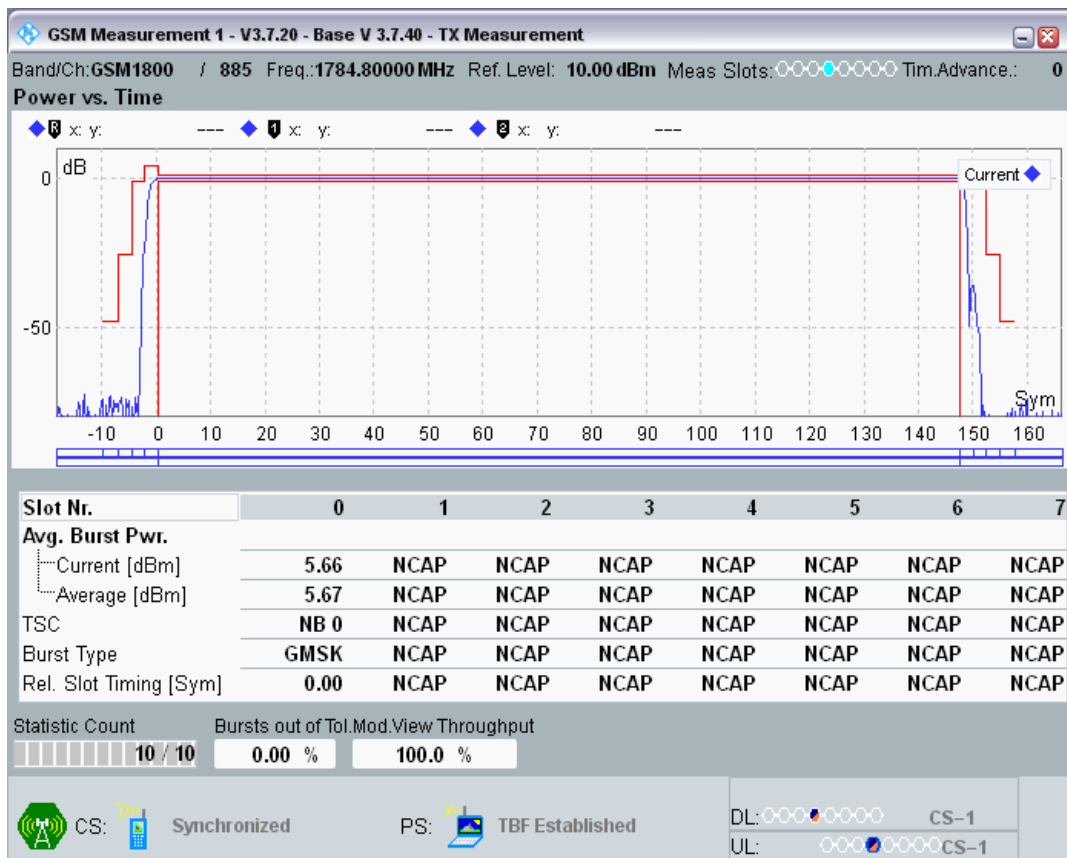 GSM Measurement 1 - V3.7.20 - Base V 3.7.40 - TX Measurement
Band/Ch:GSM1800 / 885 Freq.:1784.80000 MHz Ref. Level: 10.00 dBm Meas Slots: Tim.Advance.: 0
Power vs. Time
R x: y: --- 1 x: y: --- 2 x: y: ---
dB
0
Current
-50
Sym
-10 0 10 20 30 40 50 60 70 80 90 100 110 120 130 140 150 160
Slot Nr. 0 1 2 3 4 5 6 7
Avg. Burst Pwr.
Current [dBm] 5.66 NCAP NCAP NCAP NCAP NCAP NCAP NCAP
Average [dBm] 5.67 NCAP NCAP NCAP NCAP NCAP NCAP NCAP
TSC NB 0 NCAP NCAP NCAP NCAP NCAP NCAP NCAP
Burst Type GMSK NCAP NCAP NCAP NCAP NCAP NCAP NCAP
Rel. Slot Timing [Sym] 0.00 NCAP NCAP NCAP NCAP NCAP NCAP NCAP
Statistic Count Bursts out of Tol.Mod.View Throughput
10 / 10 0.00 % 100.0 %
CS: Synchronized PS: TBF Established
DL: CS-1
UL: CS-1